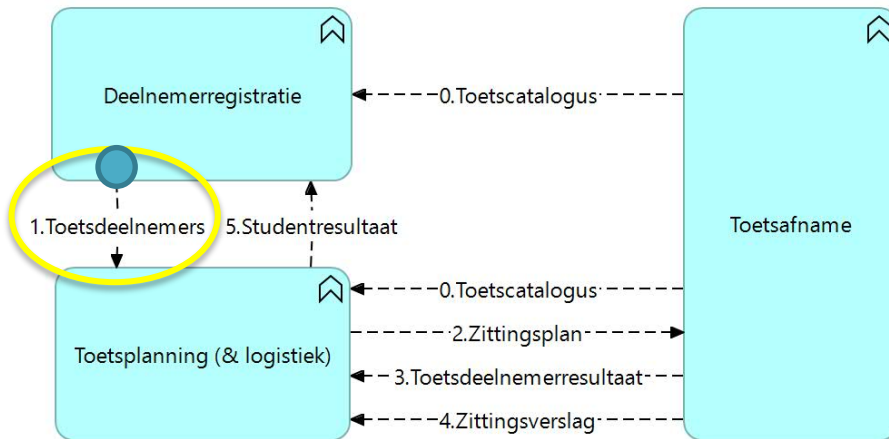 Deelnemerregistratie
0.Toetscatalogus
1.Toetsdeelnemers
5.Studentresultaat
Toetsafname
0.Toetscatalogus
2.Zittingsplan
Toetsplanning (& logistiek)
3.Toetsdeelnemerresultaat
4.Zittingsverslag